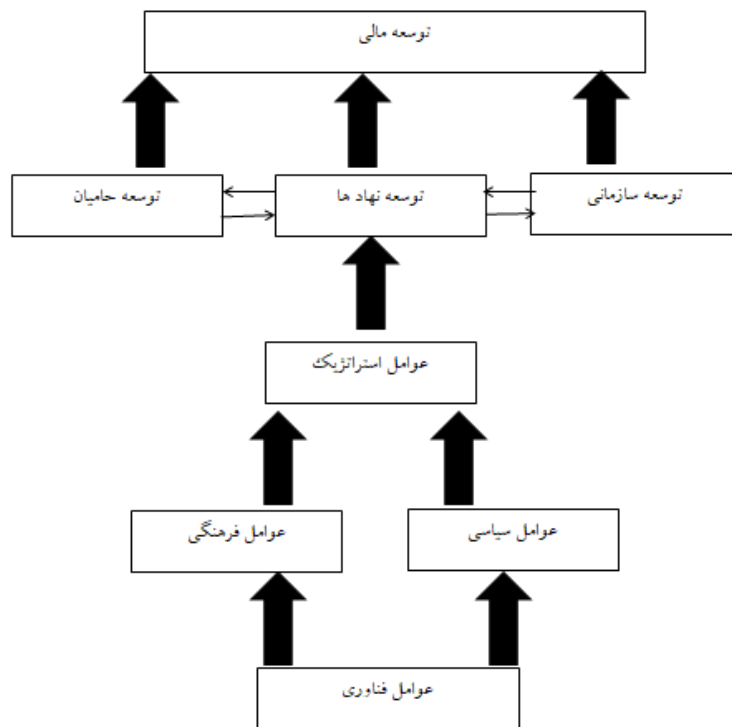 توسعه مالی
توسعه سازمانی
توسعه نهاد ها
توسعه حامیان
عوامل استراتژیک
عوامل سیاسی
عوامل فرهنگی
عوامل فناوری